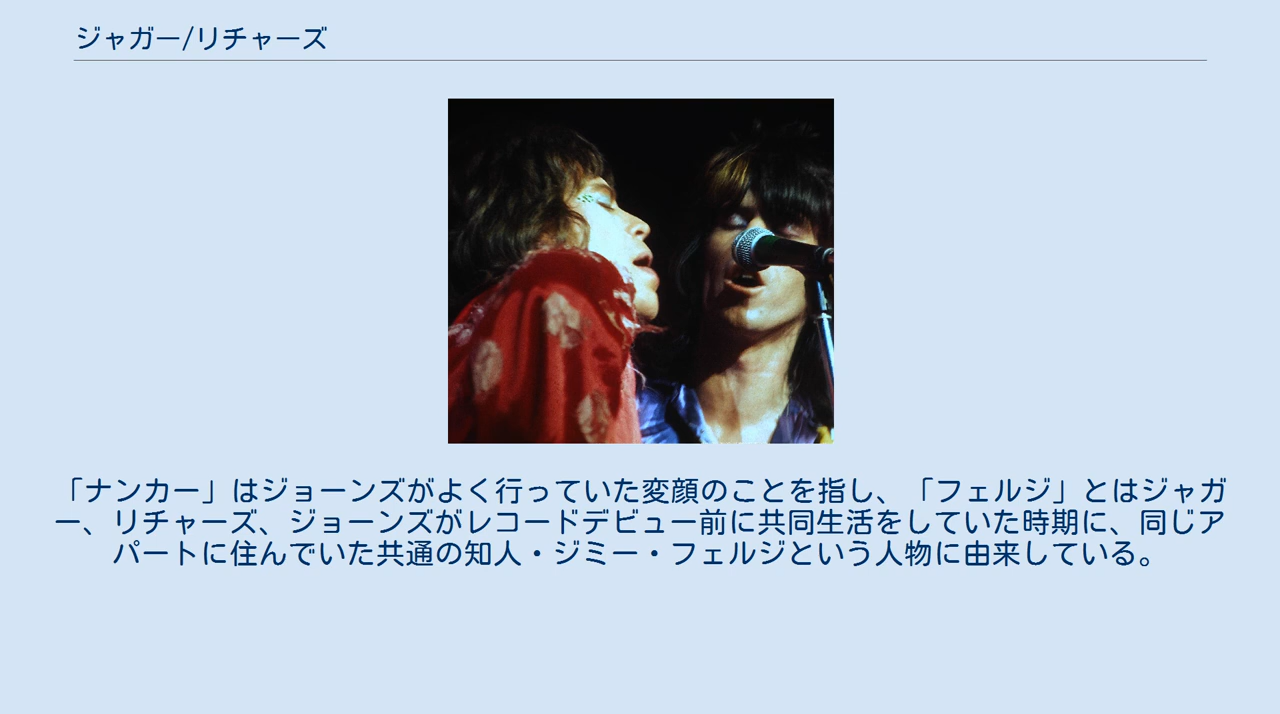 ジャガー/リチャーズ
「ナンカー」はジョーンズがよく行っていた変顔のことを指し、「フェルジ」とはジャガ
ー、リチャーズ、ジョーンズがレコードデビュー前に共同生活をしていた時期に、同じア
パートに住んでいた共通の知人・ジミー・フェルジという人物に由来している。